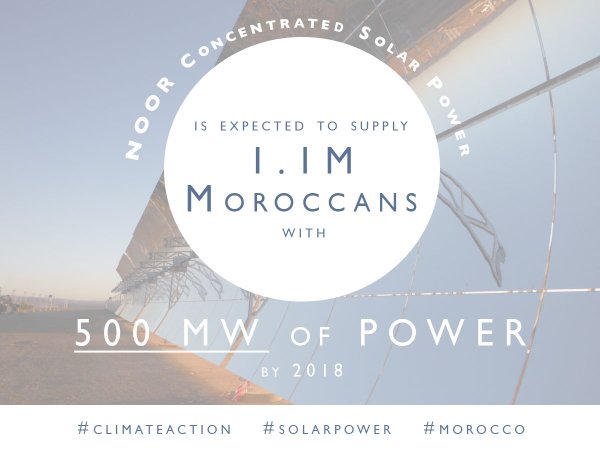 Noor Concentrated Solar Power
is expected to supply
1.1M
Moroccans
with
500 MW of Power
by 2018
#climateaction #solarpower #morocco